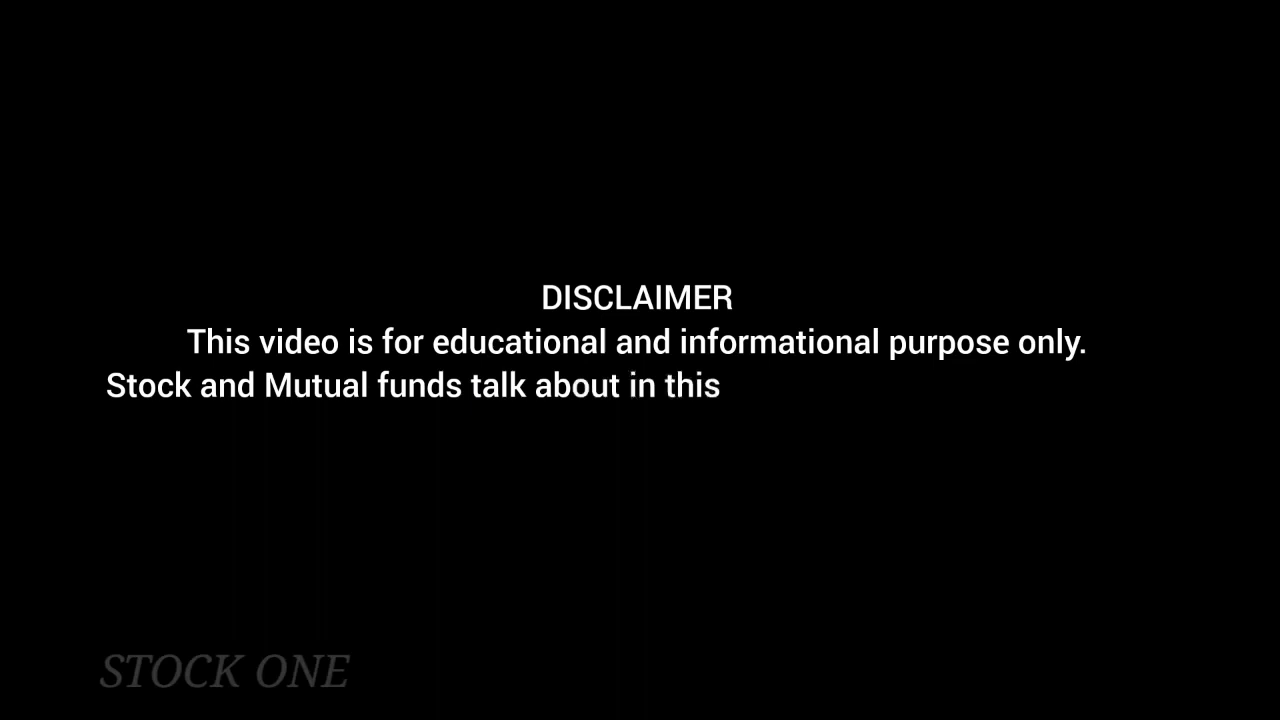 DISCLAIMER
This video is for educational and informational purpose only.
Stock and Mutual funds talk about in this
STOCK ONE